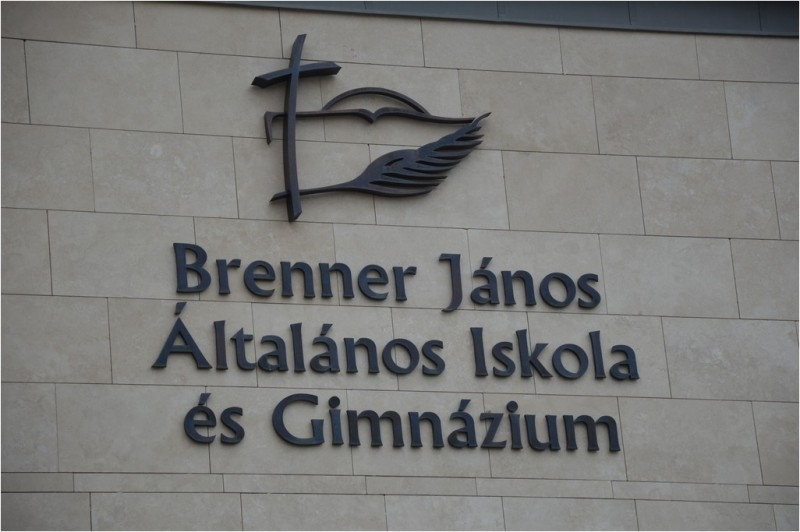 Brenner János
Általános Iskola
és Gimnázium